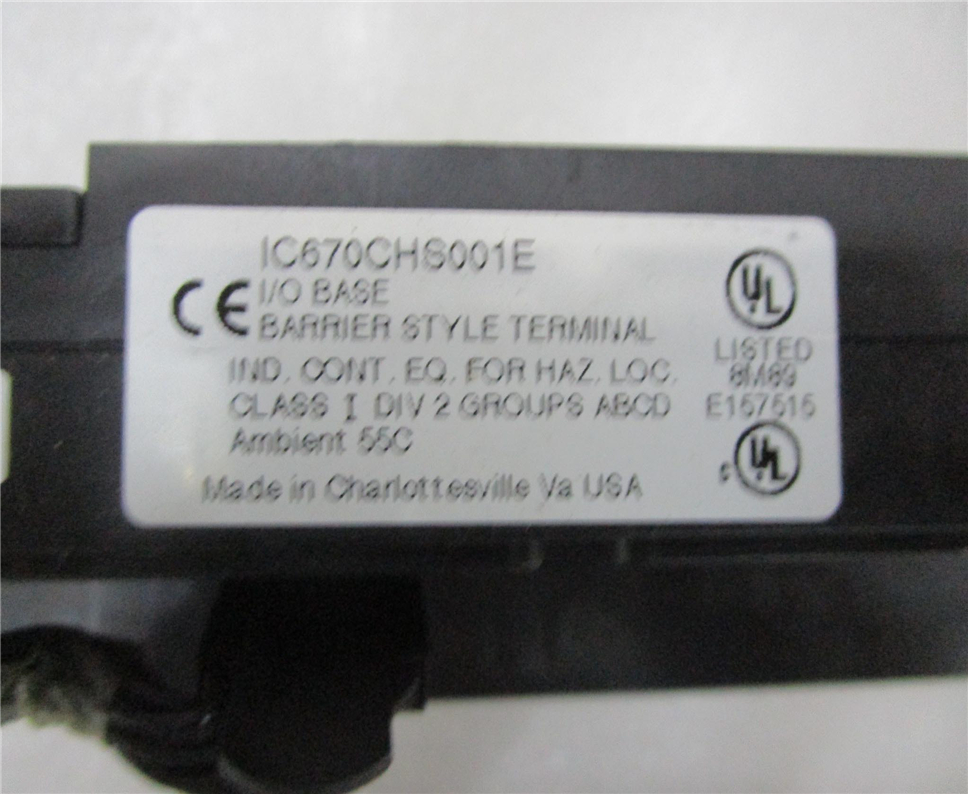 IC670CHS001E
CE I/O BASE
BARRIER STYLE TERMINAL
IND. CONT. EQ. FOR HAZ. LOC.
CLASS I DIV 2 GROUPS ABCD
Ambient 55C
Made in Charlottesville Va USA
UL
LISTED
8M89
E157515
c UL